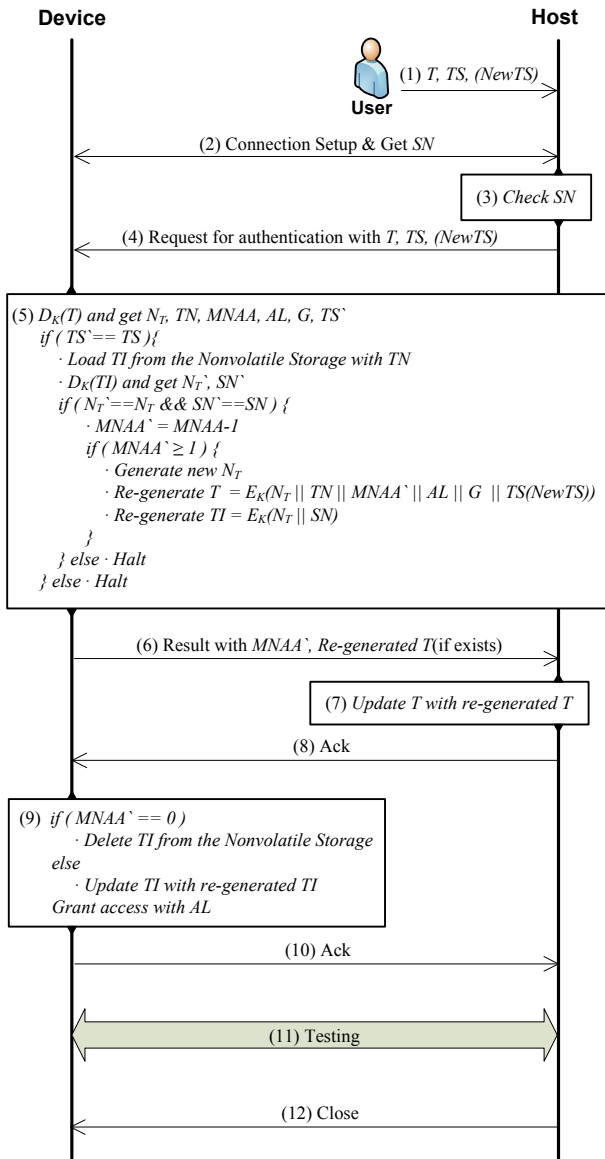 Device
Host
User
(1) T, TS, (NewTS)
(2) Connection Setup & Get SN
(3) Check SN
(4) Request for authentication with T, TS, (NewTS)
(5) D_K(T) and get N_T, TN, MNAA, AL, G, TS`
if ( TS`== TS ){
· Load TI from the Nonvolatile Storage with TN
· D_K(TI) and get N_T`, SN`
if ( N_T`==N_T && SN`==SN ) {
· MNAA` = MNAA-1
if ( MNAA` ≥ 1 ) {
· Generate new N_T
· Re-generate T = E_K(N_T || TN || MNAA` || AL || G || TS(NewTS))
· Re-generate TI = E_K(N_T || SN)
}
} else · Halt
} else · Halt
(6) Result with MNAA`, Re-generated T(if exists)
(7) Update T with re-generated T
(8) Ack
(9) if ( MNAA` == 0 )
· Delete TI from the Nonvolatile Storage
else
· Update TI with re-generated TI
Grant access with AL
(10) Ack
(11) Testing
(12) Close